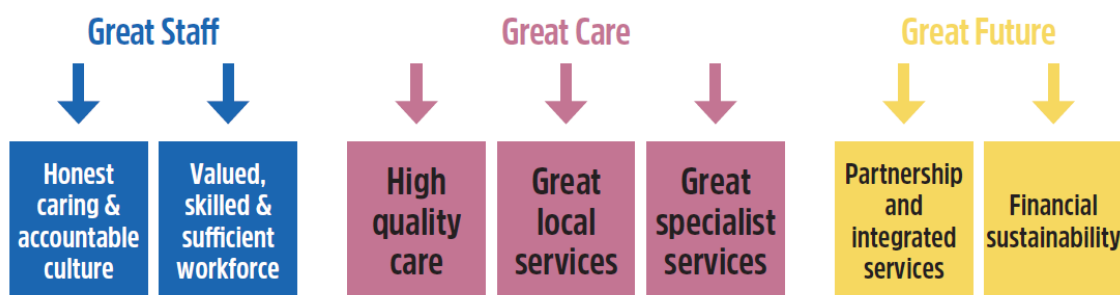 Great Staff
Great Care
Great Future
Honest
caring &
accountable
culture
Valued,
skilled &
sufficient
workforce
High
quality
care
Great
local
services
Great
specialist
services
Partnership
and
integrated
services
Financial
sustainability